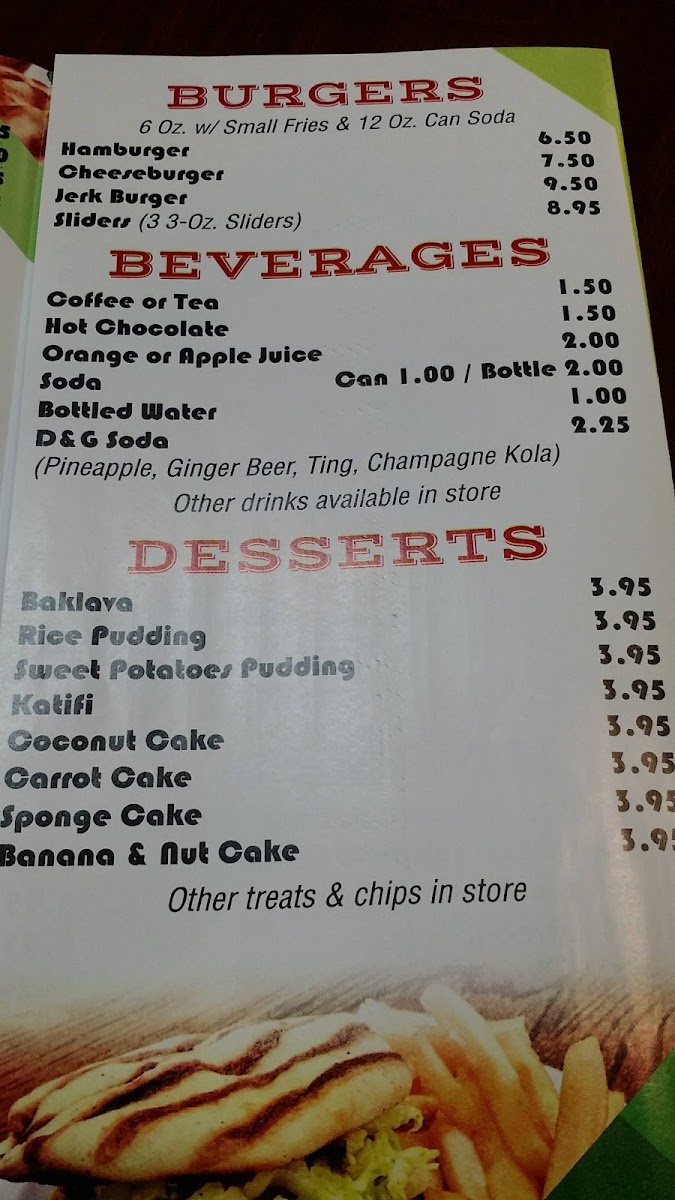 BURGERS
6 Oz. w/ Small Fries & 12 Oz. Can Soda
Hamburger 6.50
Cheeseburger 7.50
Jerk Burger 9.50
Sliders (3 3-Oz. Sliders) 8.95
BEVERAGES
Coffee or Tea 1.50
Hot Chocolate 1.50
Orange or Apple Juice 2.00
Soda Can 1.00 / Bottle 2.00
Bottled Water 1.00
D&G Soda 2.25
(Pineapple, Ginger Beer, Ting, Champagne Kola)
Other drinks available in store
DESSERTS
Baklava 3.95
Rice Pudding 3.95
Sweet Potatoes Pudding 3.95
Katifi 3.95
Coconut Cake 3.95
Carrot Cake 3.95
Sponge Cake 3.95
Banana & Nut Cake 3.95
Other treats & chips in store